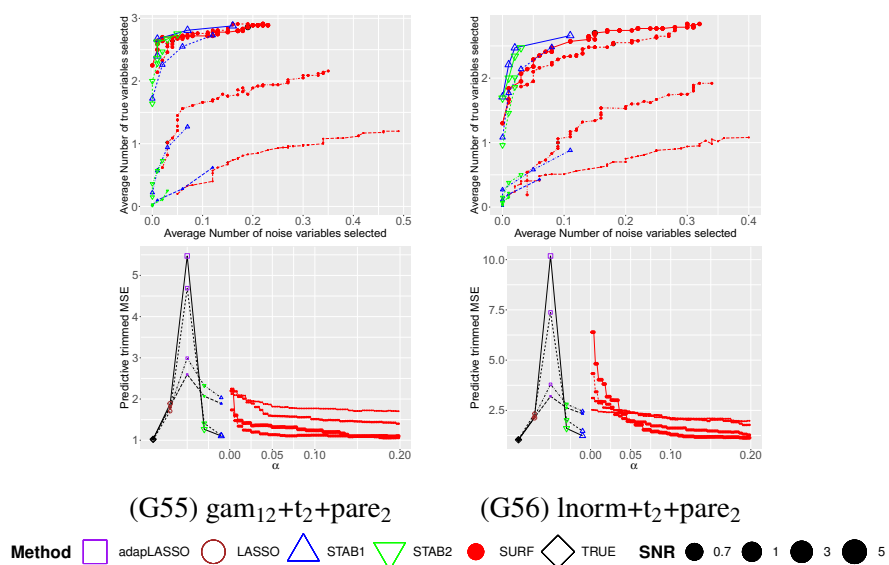 Average Number of true variables selected
3
2
1
0
0.0 0.1 0.2 0.3 0.4 0.5
Average Number of noise variables selected
Average Number of true variables selected
3
2
1
0
0.0 0.1 0.2 0.3 0.4
Average Number of noise variables selected
Predictive trimmed MSE
5
4
3
2
1
0.00 0.05 0.20
α
Predictive trimmed MSE
10.0
7.5
5.0
2.5
0.00 0.05 0.20
α
(G55) gam₁₂+t₂+pare₂
(G56) lnorm+t₂+pare₂
Method adapLASSO LASSO STAB1 STAB2 SURF TRUE SNR 0.7 1 3 5